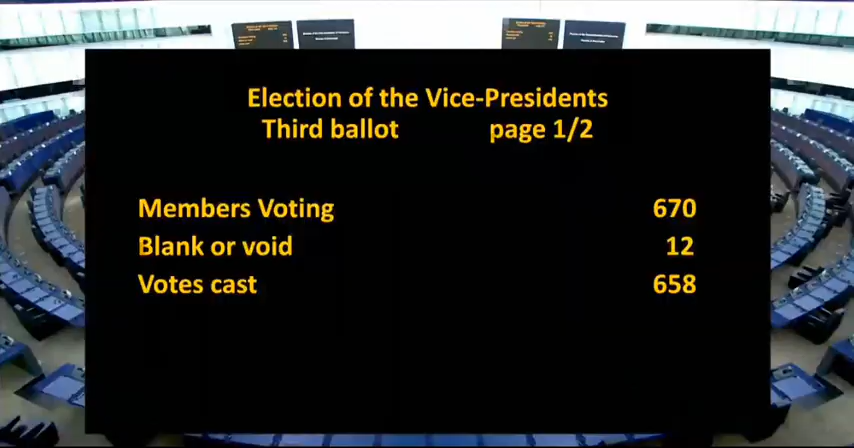 Election of the Vice-Presidents
Third ballot page 1/2
Members Voting 670
Blank or void 12
Votes cast 658